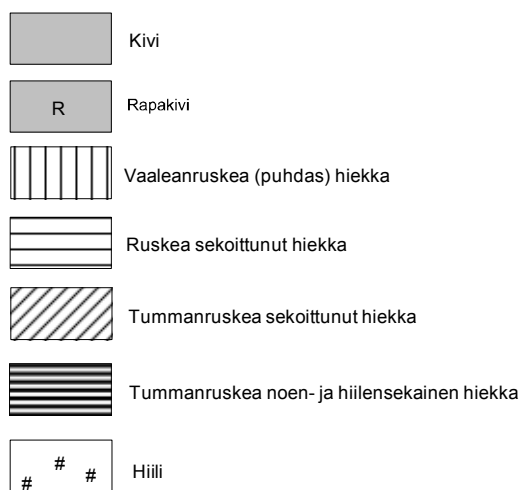 Kivi
R Rapakivi
Vaaleanruskea (puhdas) hiekka
Ruskea sekoittunut hiekka
Tummanruskea sekoittunut hiekka
Tummanruskea noen- ja hiilensekainen hiekka
# # # Hiili